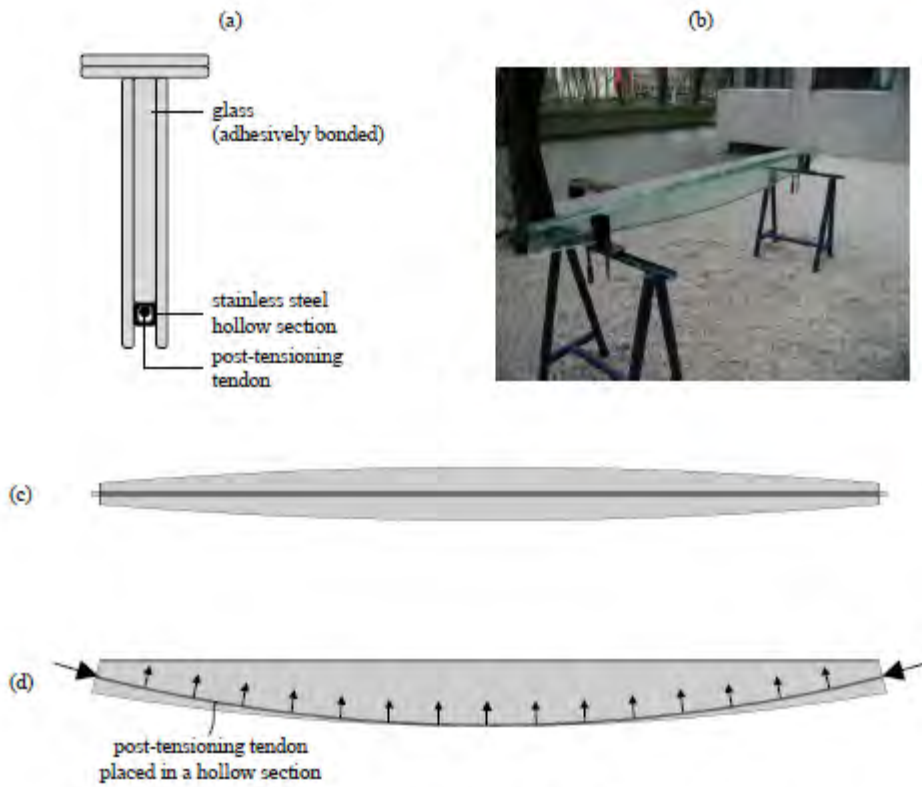 (a)
(b)
glass
(adhesively bonded)
stainless steel
hollow section
post-tensioning
tendon
(c)
(d)
post-tensioning tendon
placed in a hollow section